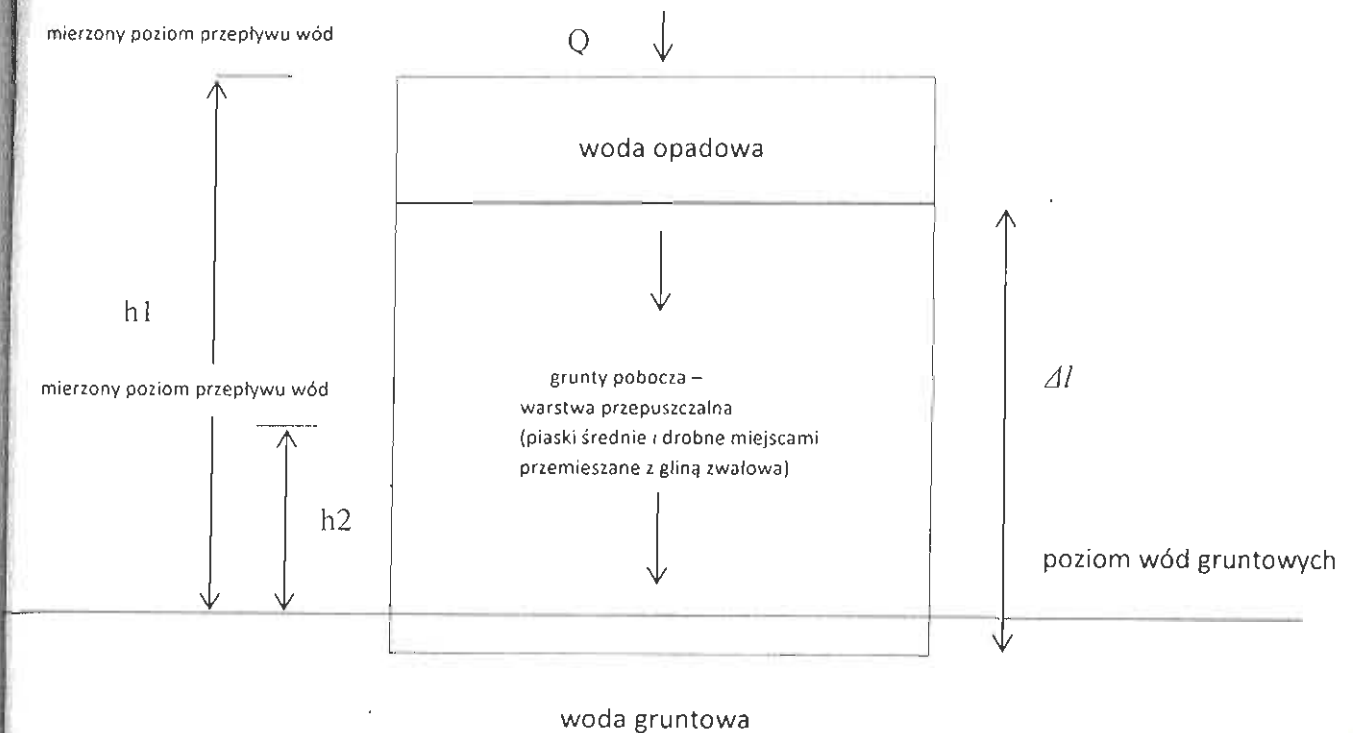 mierzony poziom przepływu wód
Q
woda opadowa
h1
mierzony poziom przepływu wód
grunty pobocza –
warstwa przepuszczalna
(piaski średnie i drobne miejscami
przemieszane z gliną zwałowa)
Δl
h2
poziom wód gruntowych
woda gruntowa